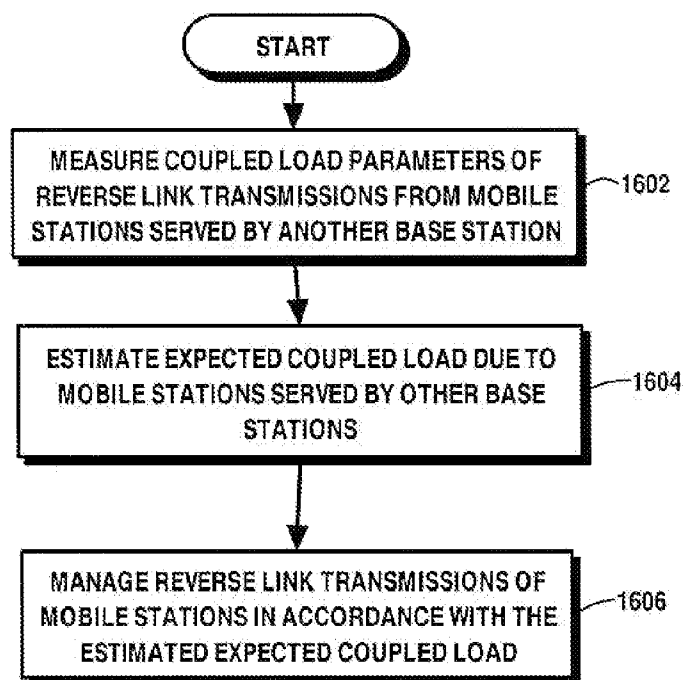 START
MEASURE COUPLED LOAD PARAMETERS OF
REVERSE LINK TRANSMISSIONS FROM MOBILE
STATIONS SERVED BY ANOTHER BASE STATION
1602
ESTIMATE EXPECTED COUPLED LOAD DUE TO
MOBILE STATIONS SERVED BY OTHER BASE
STATIONS
1604
MANAGE REVERSE LINK TRANSMISSIONS OF
MOBILE STATIONS IN ACCORDANCE WITH THE
ESTIMATED EXPECTED COUPLED LOAD
1606